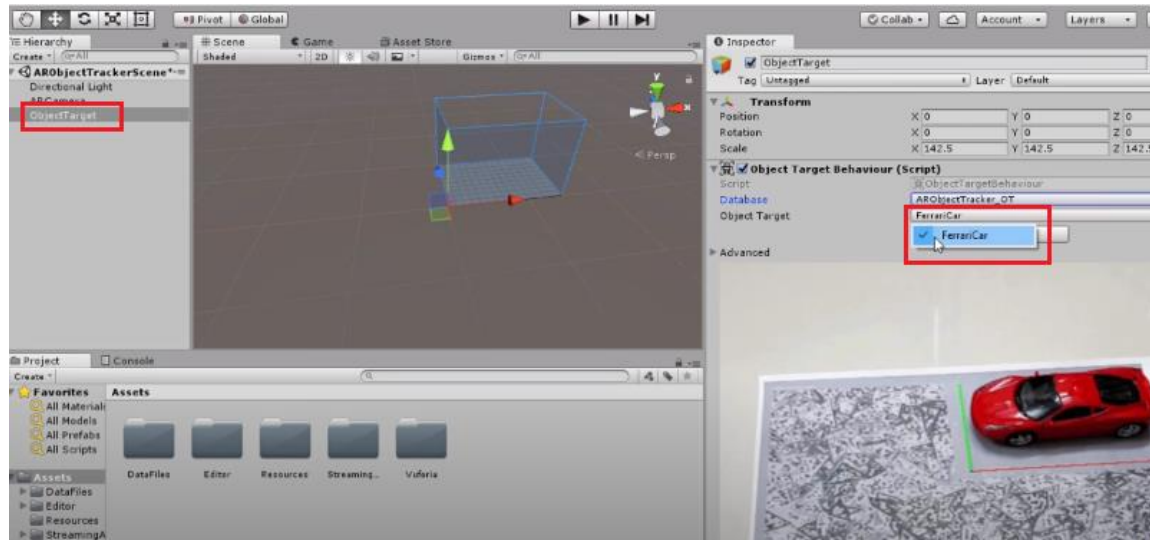 Pivot Global
Collab Account Layers
Hierarchy
Create All
ARObjectTrackerScene*
Directional Light
ARCamera
ObjectTarget
Scene Game Asset Store
Shaded 2D Gizmos All
y
x
Persp
Inspector
ObjectTarget
Tag Untagged Layer Default
Transform
Position X 0 Y 0 Z 0
Rotation X 0 Y 0 Z 0
Scale X 142.5 Y 142.5 Z 142.5
Object Target Behaviour (Script)
Script ObjectTargetBehaviour
Database ARObjectTracker_OT
Object Target FerrariCar
FerrariCar
Advanced
Project Console
Create
Favorites
All Materials
All Models
All Prefabs
All Scripts
Assets
DataFiles
Editor
Resources
StreamingA
Assets
DataFiles Editor Resources Streaming... Vuforia